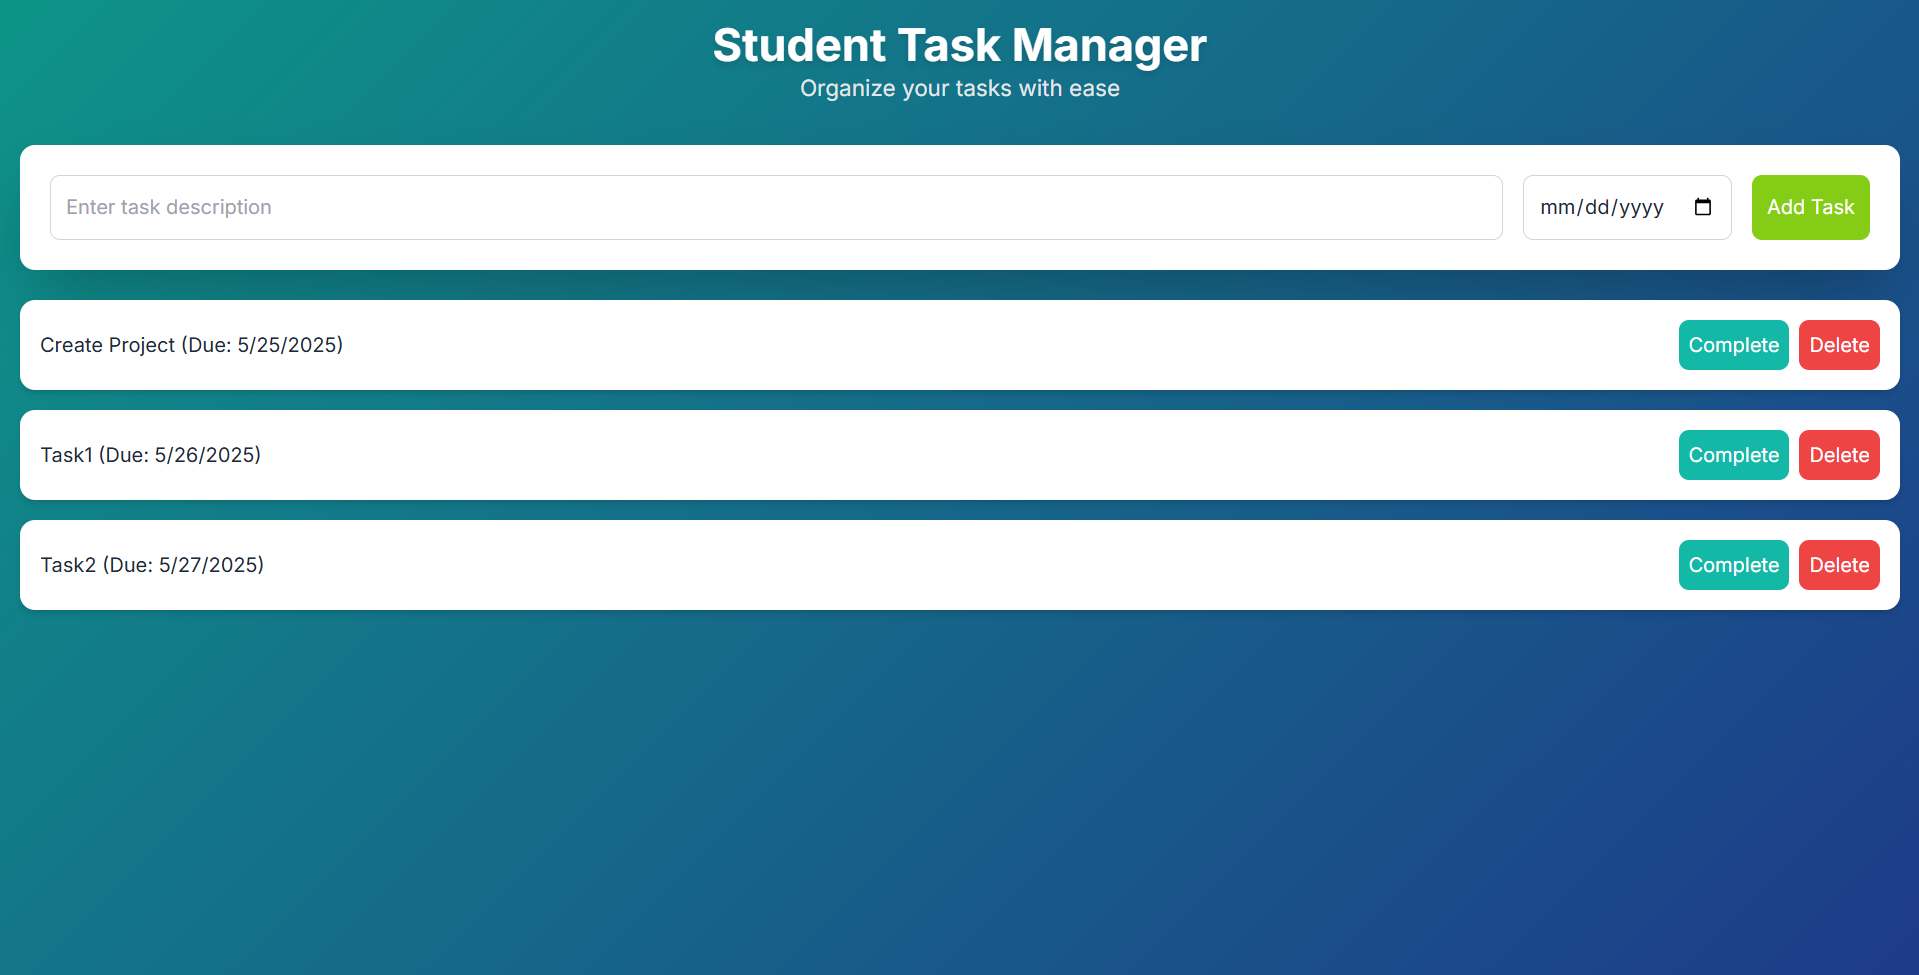 Student Task Manager
Organize your tasks with ease
Enter task description mm/dd/yyyy Add Task
Create Project (Due: 5/25/2025) Complete Delete
Task1 (Due: 5/26/2025) Complete Delete
Task2 (Due: 5/27/2025) Complete Delete